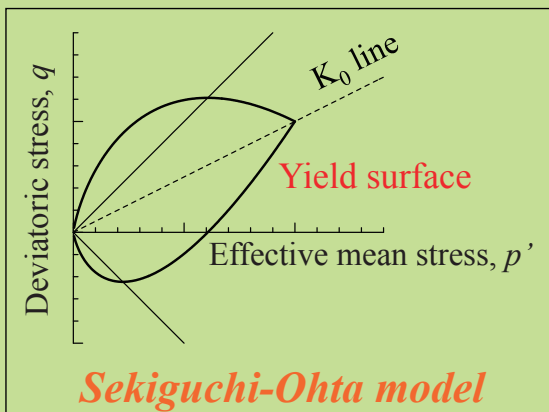 K₀ line
Deviatoric stress, q
Yield surface
Effective mean stress, p’
Sekiguchi-Ohta model